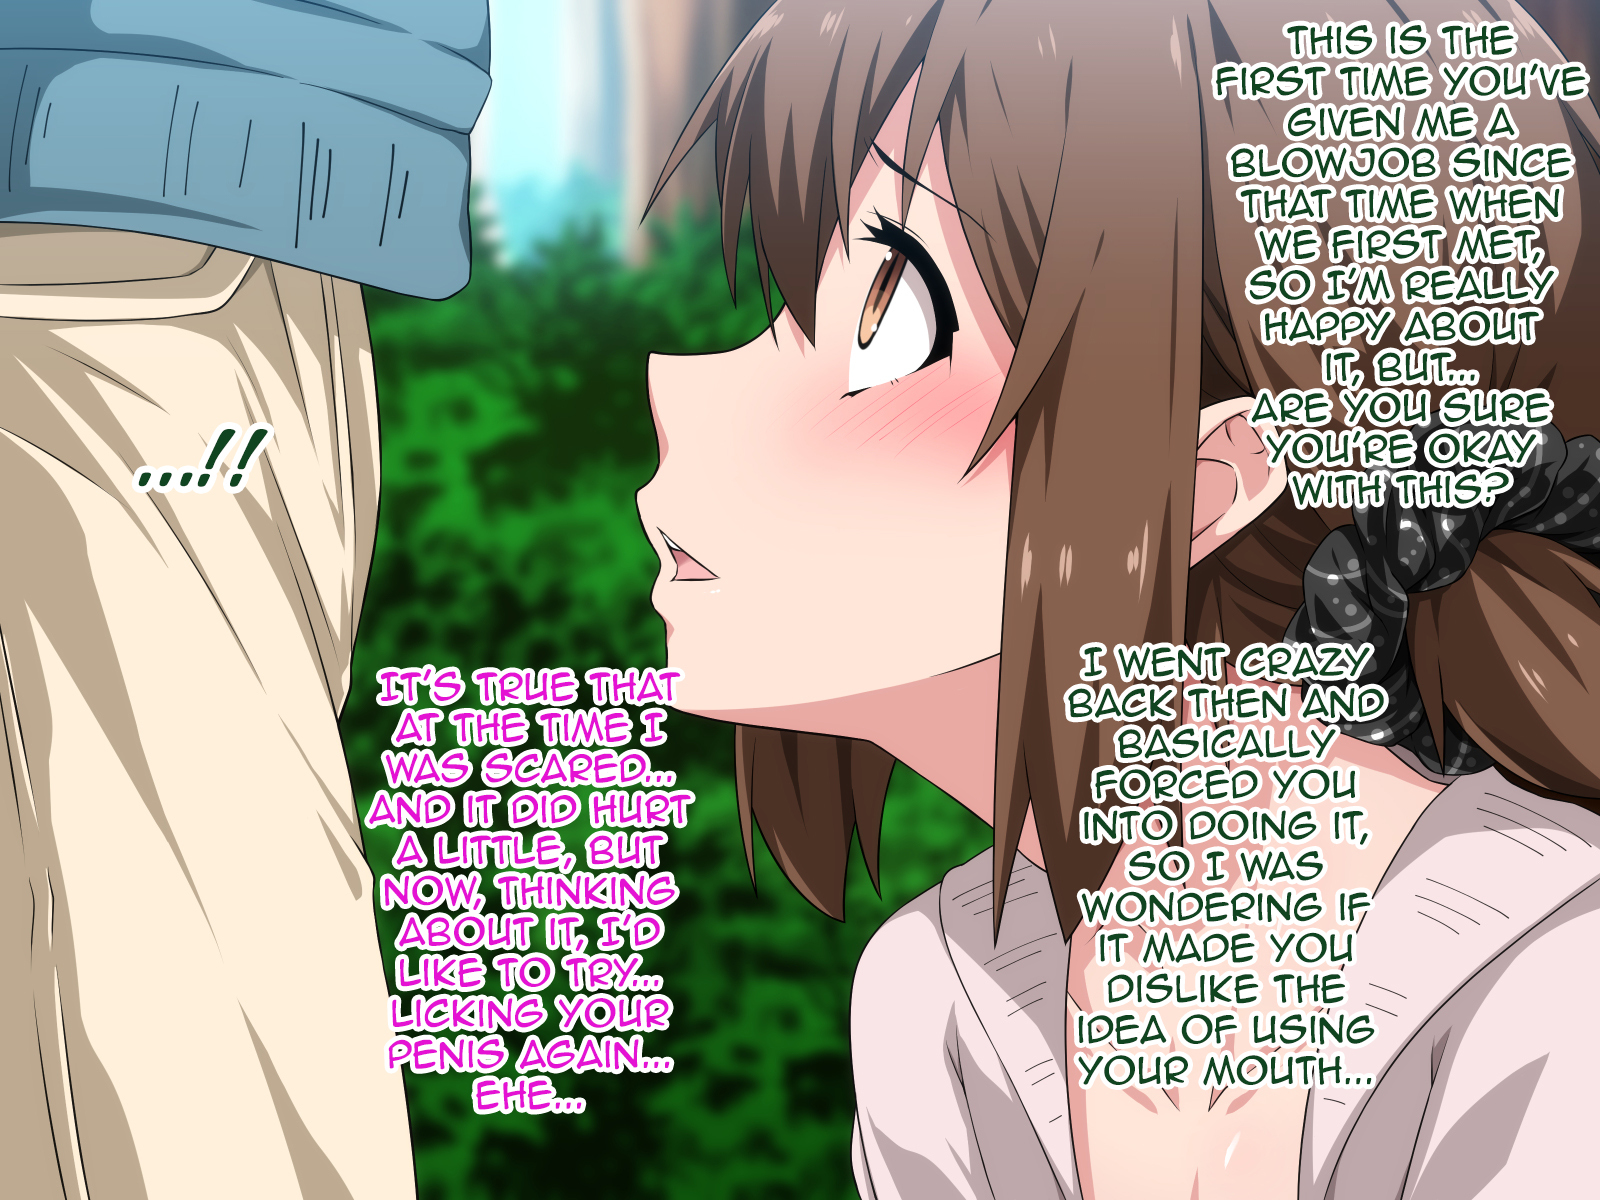 THIS IS THE
FIRST TIME YOU'VE
GIVEN ME A
BLOWJOB SINCE
THAT TIME WHEN
WE FIRST MET,
SO I'M REALLY
HAPPY ABOUT
IT, BUT...
ARE YOU SURE
YOU'RE OKAY
WITH THIS?
...!!
I WENT CRAZY
BACK THEN AND
BASICALLY
FORCED YOU
INTO DOING IT,
SO I WAS
WONDERING IF
IT MADE YOU
DISLIKE THE
IDEA OF USING
YOUR MOUTH...
IT'S TRUE THAT
AT THE TIME I
WAS SCARED...
AND IT DID HURT
A LITTLE, BUT
NOW, THINKING
ABOUT IT, I'D
LIKE TO TRY...
LICKING YOUR
PENIS AGAIN...
EHE...